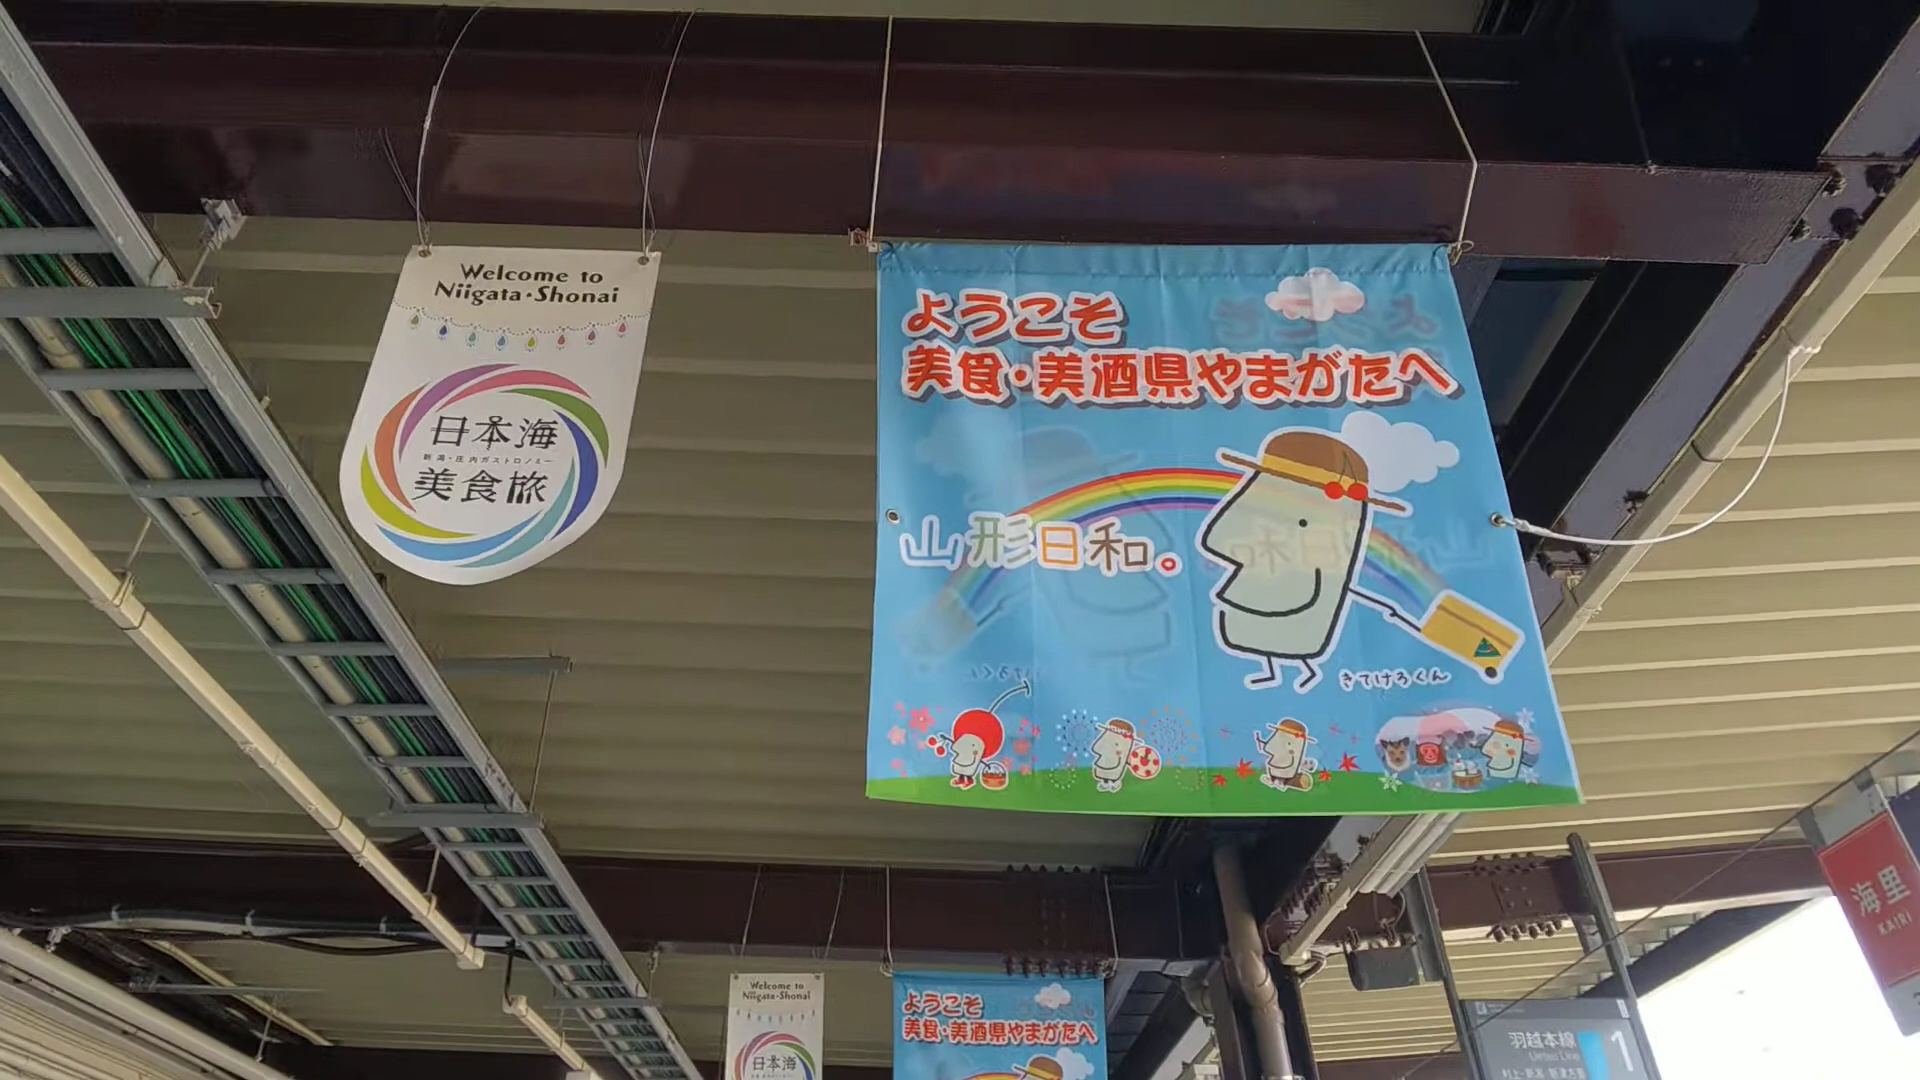 Welcome to
Niigata・Shonai
日本海
新潟・庄内ガストロノミー
美食旅
ようこそ
美食・美酒県やまがたへ
山形日和。
きてけろくん
Welcome to
Niigata・Shonai
日本海
ようこそ
美食・美酒県やまがたへ
海里
KAIRI
羽越本線
Uetsu Line
1